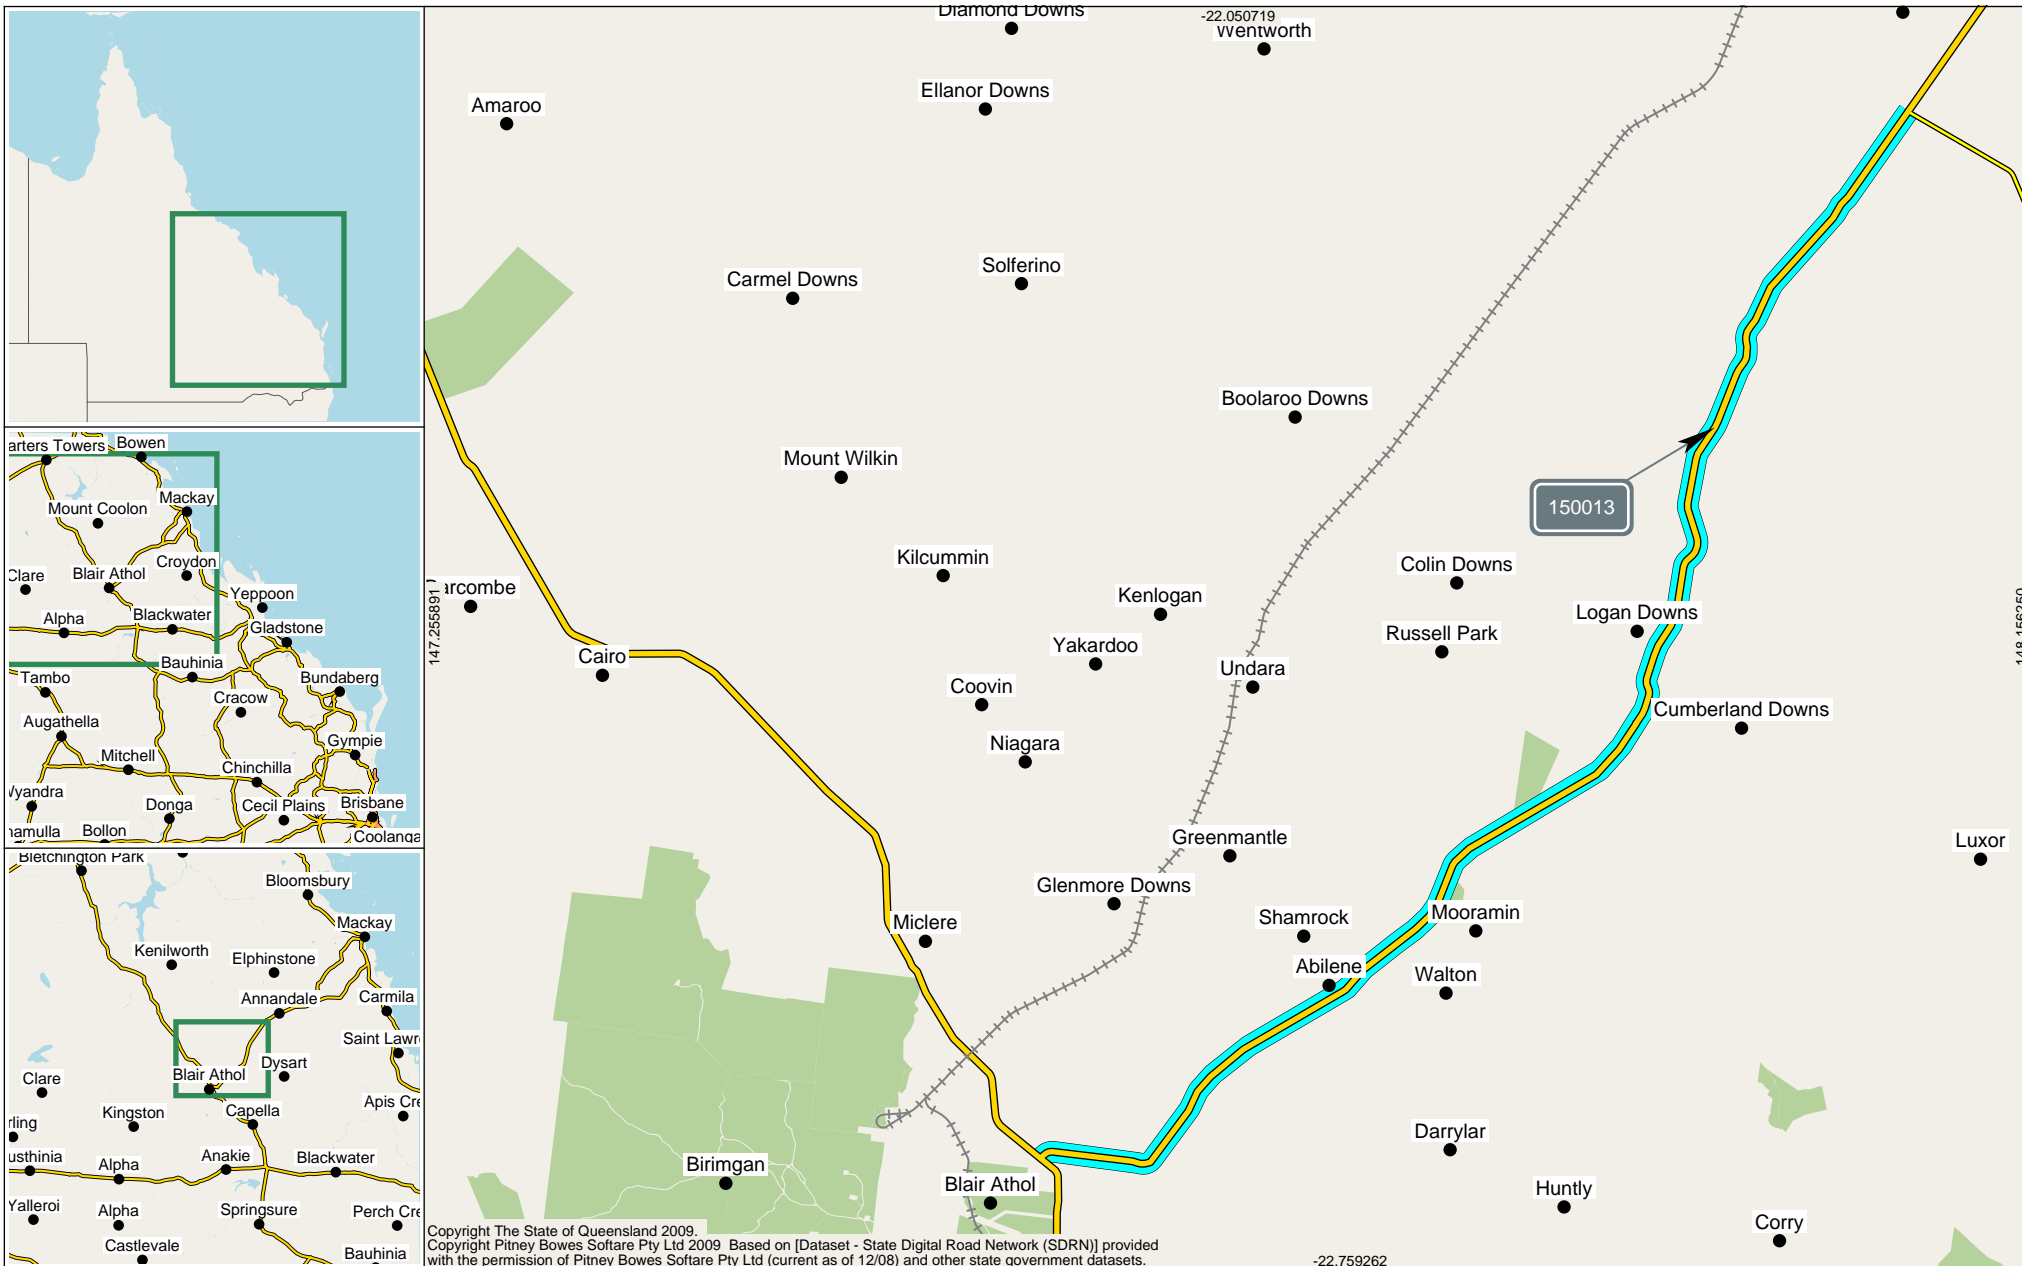 Diamond Downs
-22.050719
Wentworth
Ellanor Downs
Amaroo
Solferino
Carmel Downs
Boolaroo Downs
Mount Wilkin
150013
Kilcummin
Colin Downs
arcombe
147.255891
Kenlogan
Logan Downs
148.156250
Russell Park
Yakardoo
Cairo
Undara
Coovin
Cumberland Downs
Niagara
Greenmantle
Luxor
Glenmore Downs
Miclere
Shamrock
Mooramin
Abilene
Walton
Darrylar
Birimgan
Blair Athol
Huntly
Corry
Copyright The State of Queensland 2009.
Copyright Pitney Bowes Softare Pty Ltd 2009 Based on [Dataset - State Digital Road Network (SDRN)] provided
with the permission of Pitney Bowes Softare Pty Ltd (current as of 12/08) and other state government datasets.
-22.759262
arters Towers
Bowen
Mackay
Mount Coolon
Croydon
Clare
Blair Athol
Yeppoon
Alpha
Blackwater
Gladstone
Bauhinia
Tambo
Bundaberg
Cracow
Augathella
Gympie
Mitchell
Chinchilla
yandra
Donga
Cecil Plains
Brisbane
namulla
Bollon
Coolanga
Bletchington Park
Bloomsbury
Mackay
Kenilworth
Elphinstone
Annandale
Carmila
Saint Lawr
Dysart
Blair Athol
Clare
Apis Cre
Kingston
Capella
rling
usthinia
Alpha
Anakie
Blackwater
Yalleroi
Alpha
Springsure
Perch Cre
Castlevale
Bauhinia